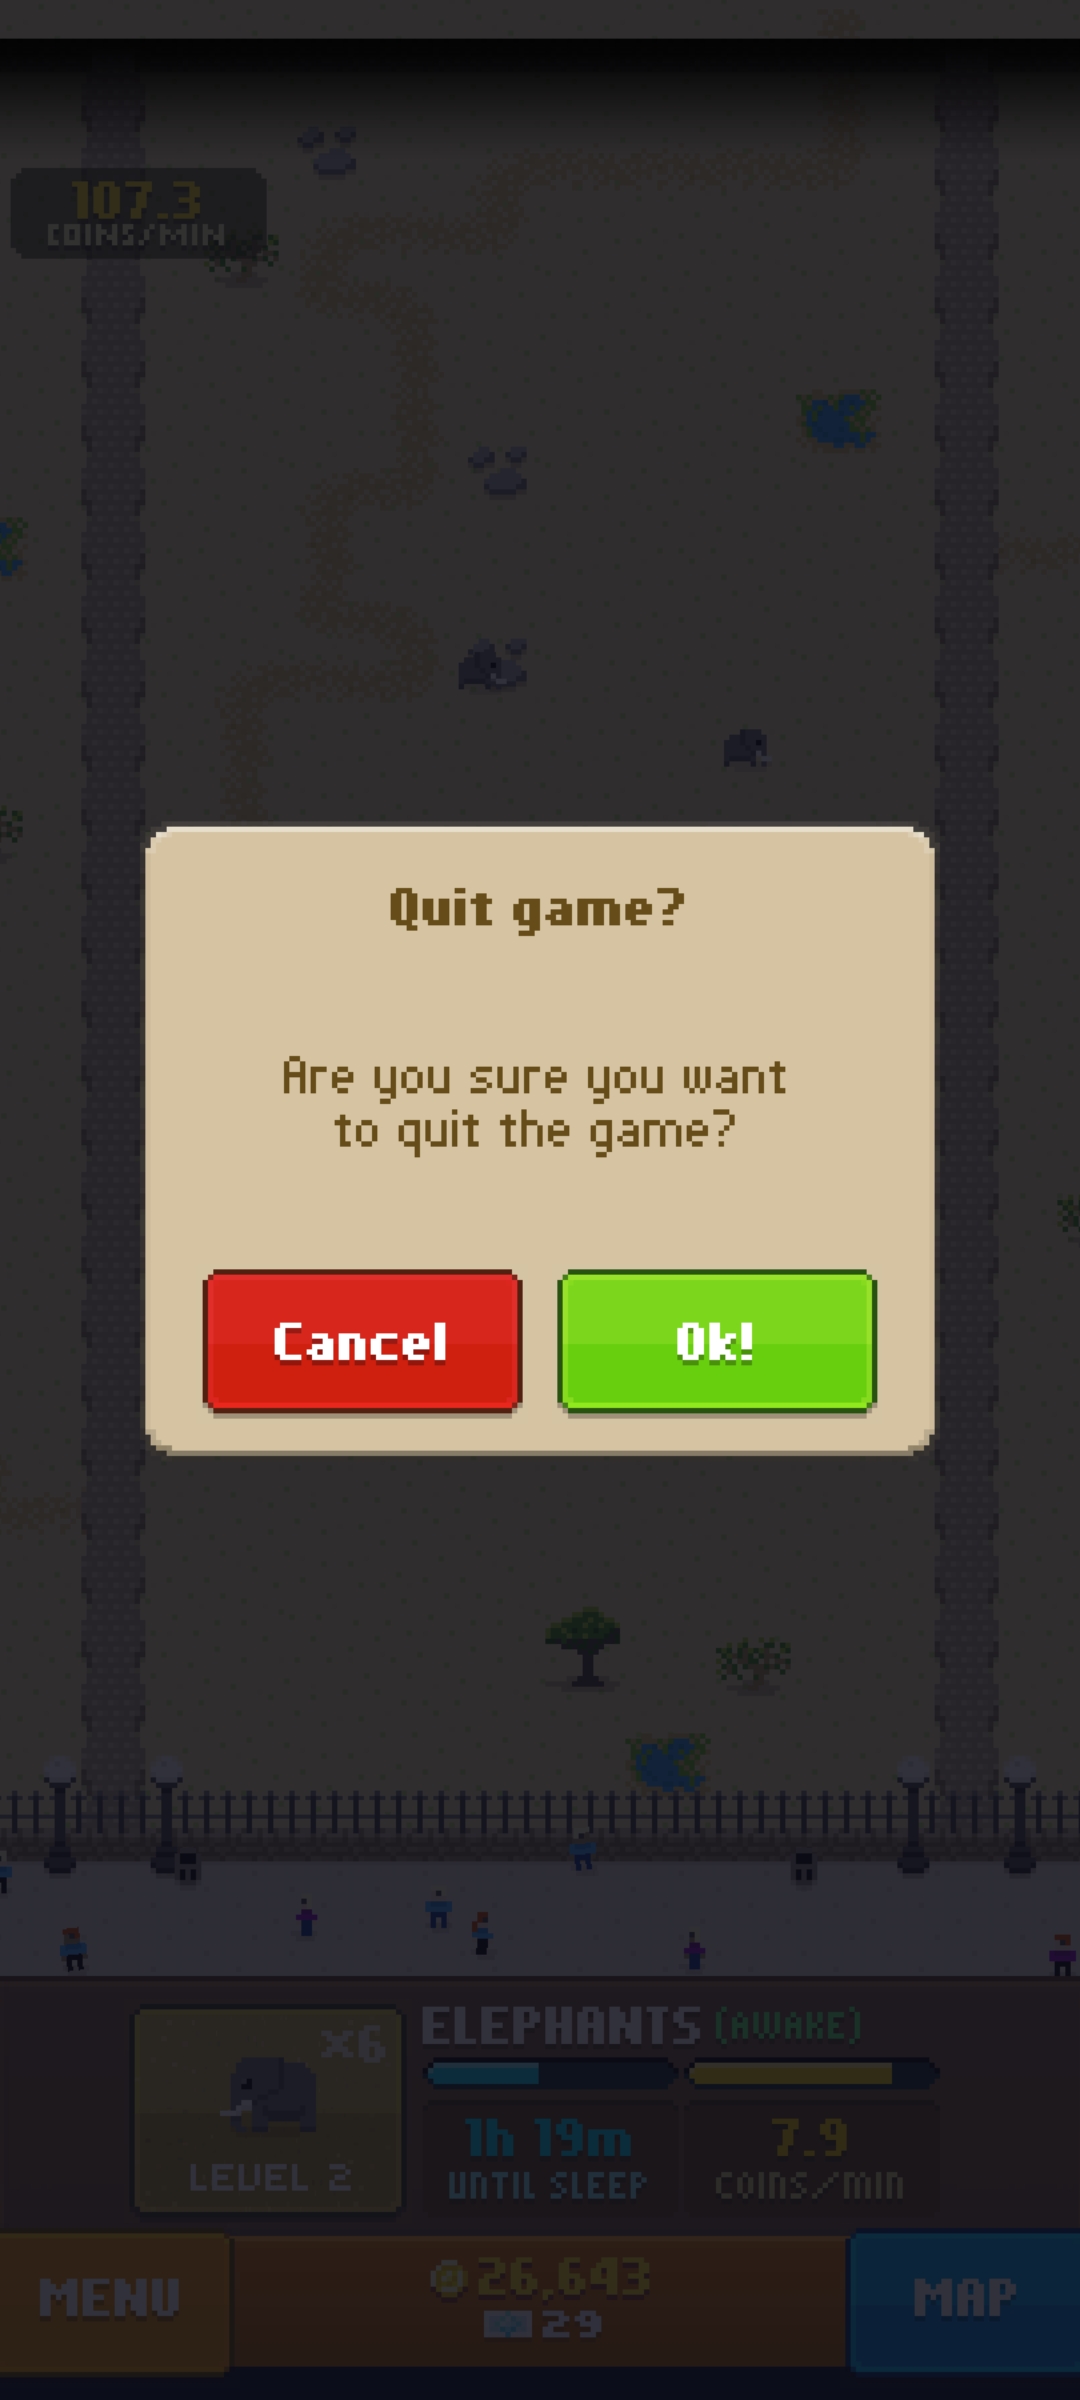 107.3
COINS/MIN
Quit game?
Are you sure you want
to quit the game?
Cancel
Ok!
x6
LEVEL 2
ELEPHANTS (AWAKE)
1h 19m
UNTIL SLEEP
7.9
COINS/MIN
MENU
26,643
29
MAP